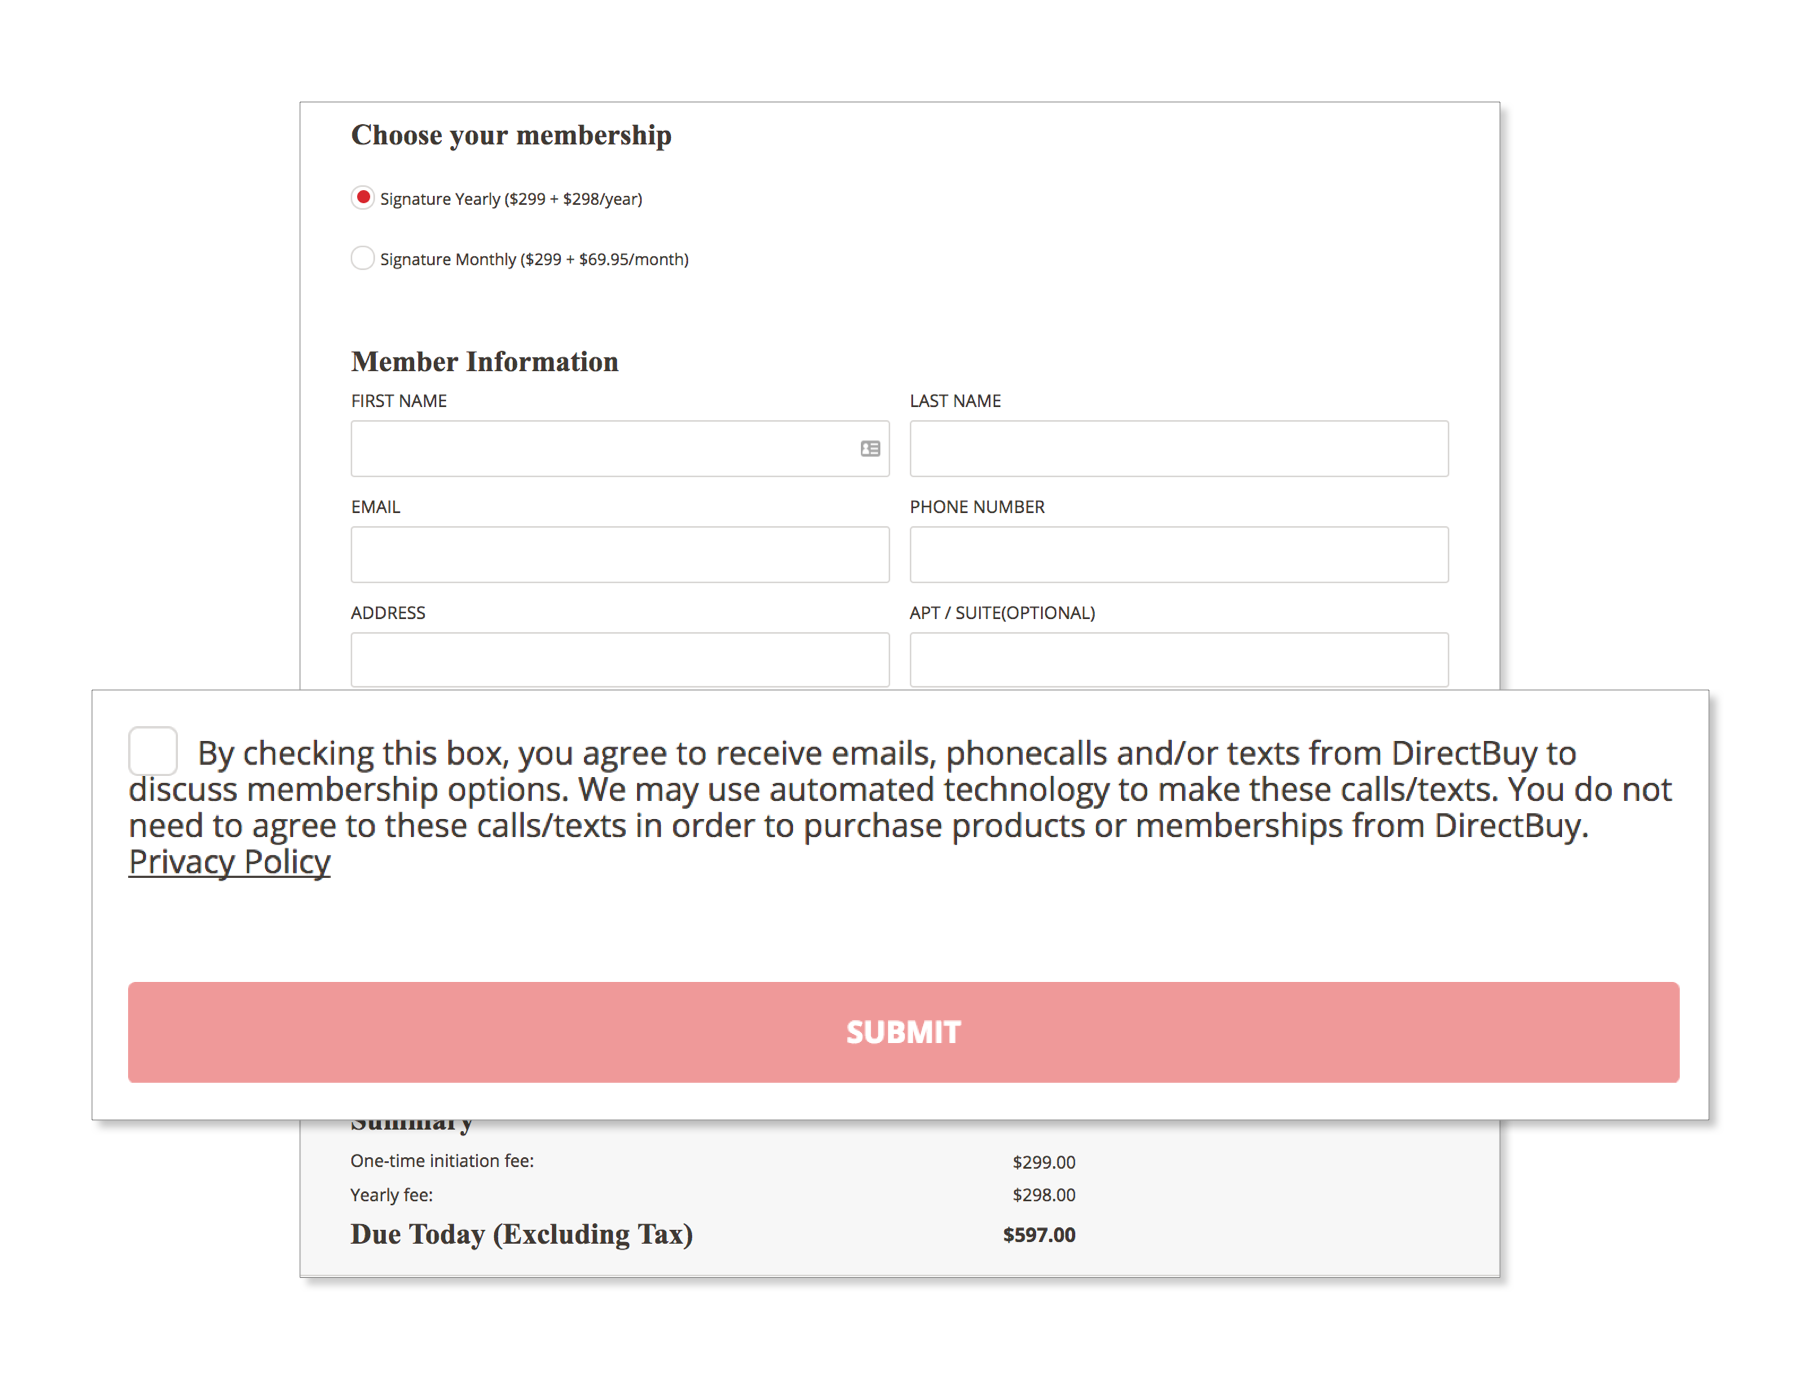 Choose your membership
Signature Yearly ($299 + $298/year)
Signature Monthly ($299 + $69.95/month)
Member Information
FIRST NAME
LAST NAME
EMAIL
PHONE NUMBER
ADDRESS
APT / SUITE(OPTIONAL)
By checking this box, you agree to receive emails, phonecalls and/or texts from DirectBuy to
discuss membership options. We may use automated technology to make these calls/texts. You do not
need to agree to these calls/texts in order to purchase products or memberships from DirectBuy.
Privacy Policy
SUBMIT
Summary
One-time initiation fee: $299.00
Yearly fee: $298.00
Due Today (Excluding Tax) $597.00